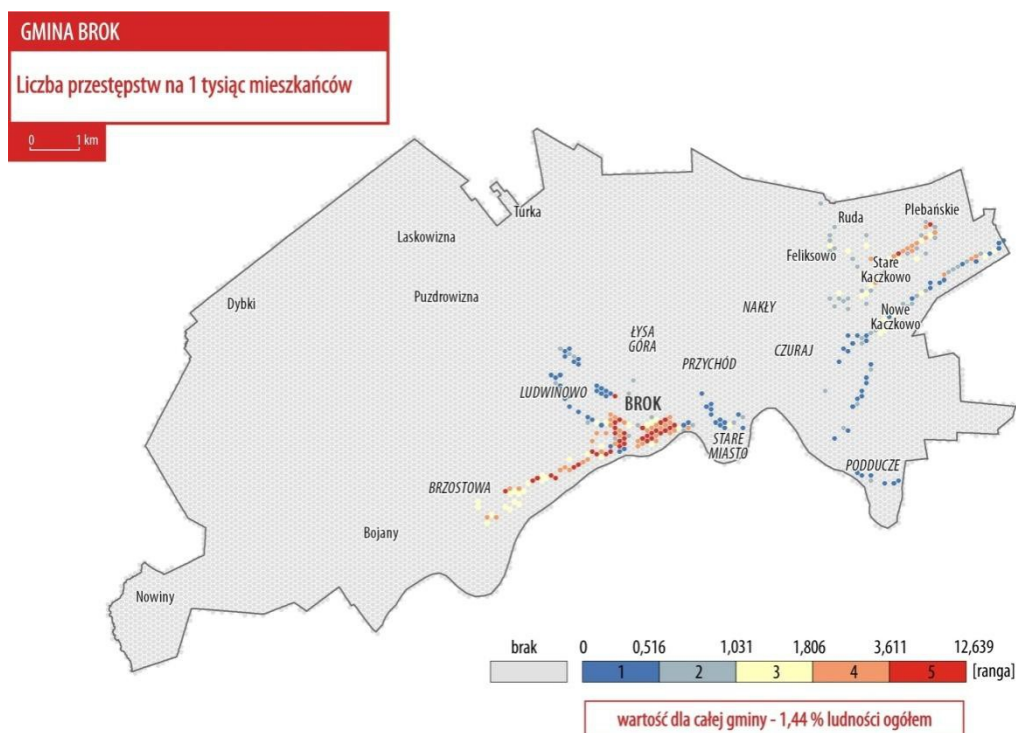 GMINA BROK
Liczba przestępstw na 1 tysiąc mieszkańców
0 1 km
Turka
Ruda
Plebańskie
Laskowizna
Feliksowo
Stare
Kaczkowo
Dybki
Puzdrowizna
NAKŁY
Nowe
Kaczkowo
ŁYSA
GÓRA
PRZYCHÓD
CZURAJ
LUDWINOWO
BROK
STARE
MIASTO
PODDUCZE
BRZOSTOWA
Bojany
Nowiny
brak 0 0,516 1,031 1,806 3,611 12,639
1 2 3 4 5 [ranga]
wartość dla całej gminy - 1,44 % ludności ogółem